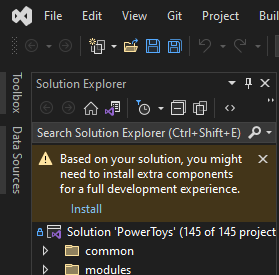 File Edit View Git Project
Toolbox
Data Sources
Solution Explorer
Search Solution Explorer (Ctrl+Shift+E)
Based on your solution, you might
need to install extra components
for a full development experience.
Install
Solution 'PowerToys' (145 of 145 project
common
modules